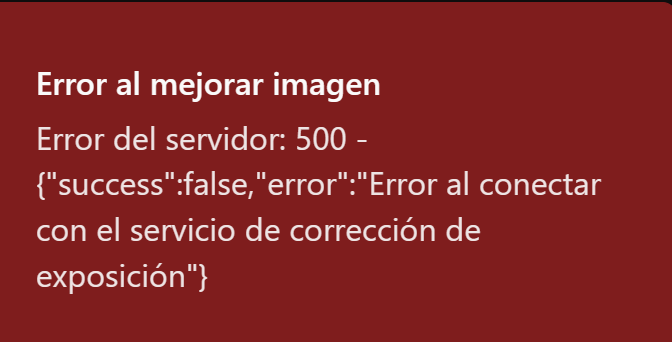 Error al mejorar imagen
Error del servidor: 500 -
{"success":false,"error":"Error al conectar
con el servicio de corrección de
exposición"}